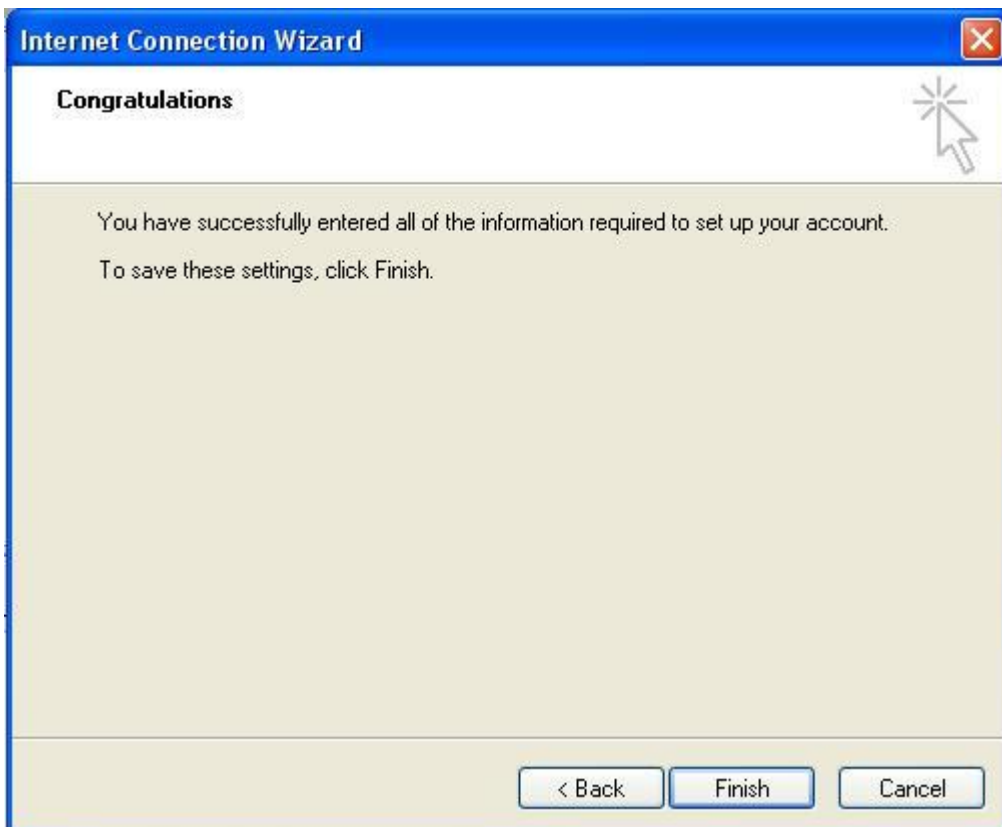 Internet Connection Wizard
Congratulations
You have successfully entered all of the information required to set up your account.
To save these settings, click Finish.
< Back
Finish
Cancel